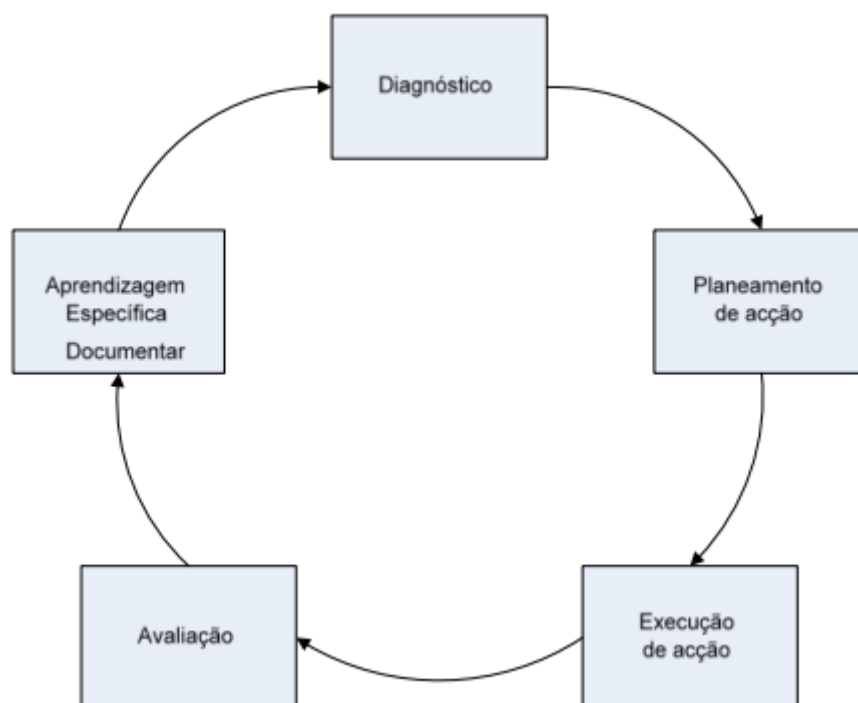 Diagnóstico
Planeamento
de acção
Execução
de acção
Avaliação
Aprendizagem
Específica
Documentar